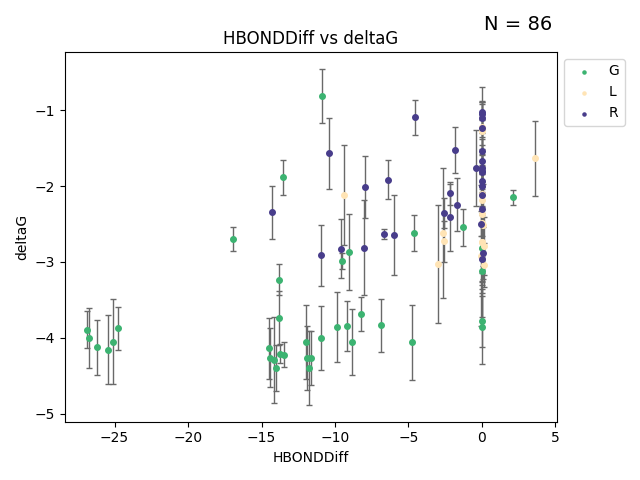 N = 86
HBONDDiff vs deltaG
G
L
R
deltaG
−1
−2
−3
−4
−5
−25
−20
−15
−10
−5
0
5
HBONDDiff